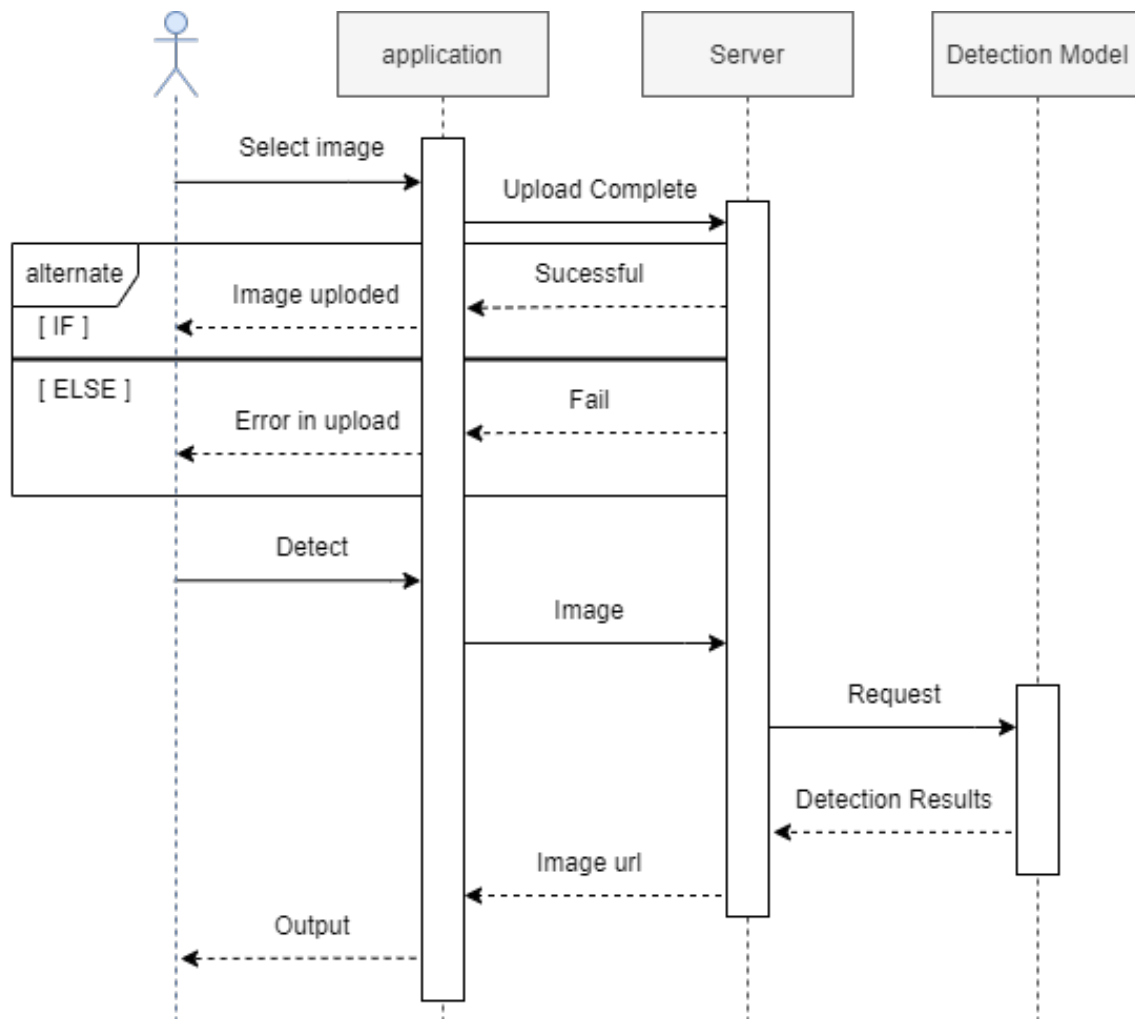 application
Server
Detection Model
Select image
Upload Complete
alternate
Sucessful
Image uploded
[ IF ]
[ ELSE ]
Fail
Error in upload
Detect
Image
Request
Detection Results
Image url
Output